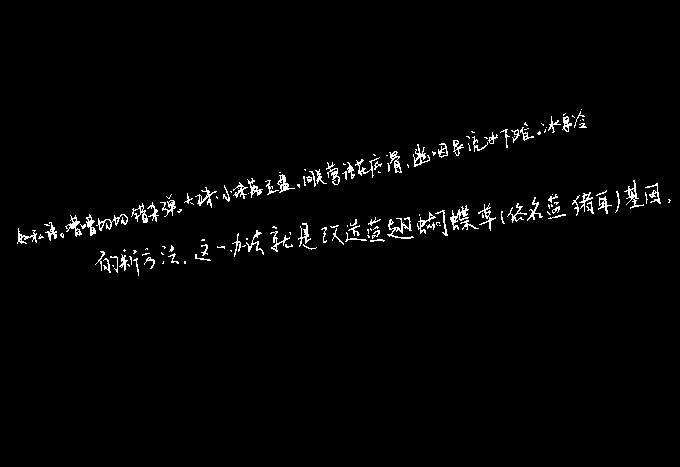 如私语。嘈嘈切切错杂弹。大珠小珠落玉盘。间关莺语花底滑,幽咽泉流冰下难。冰泉冷
的新方法。这一办法就是改造蓝翅蝴蝶草(俗名蓝猪耳)基因,